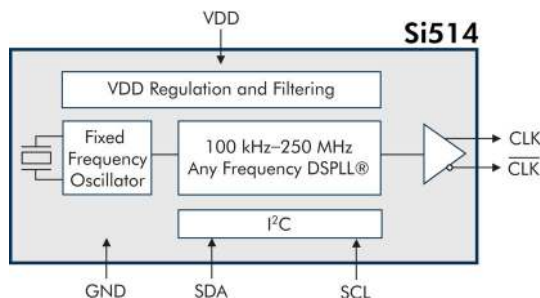 VDD
Si514
VDD Regulation and Filtering
Fixed
Frequency
Oscillator
100 kHz–250 MHz
Any Frequency DSPLL®
CLK
CLK
I²C
GND
SDA
SCL